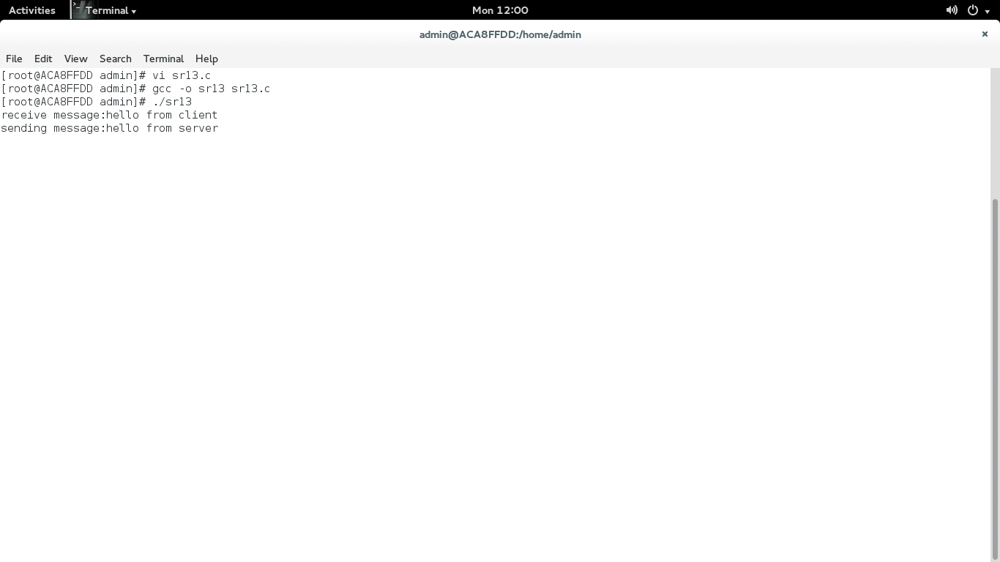 Activities Terminal Mon 12:00
admin@ACA8FFDD:/home/admin
File Edit View Search Terminal Help
[root@ACA8FFDD admin]# vi sr13.c
[root@ACA8FFDD admin]# gcc -o sr13 sr13.c
[root@ACA8FFDD admin]# ./sr13
receive message:hello from client
sending message:hello from server